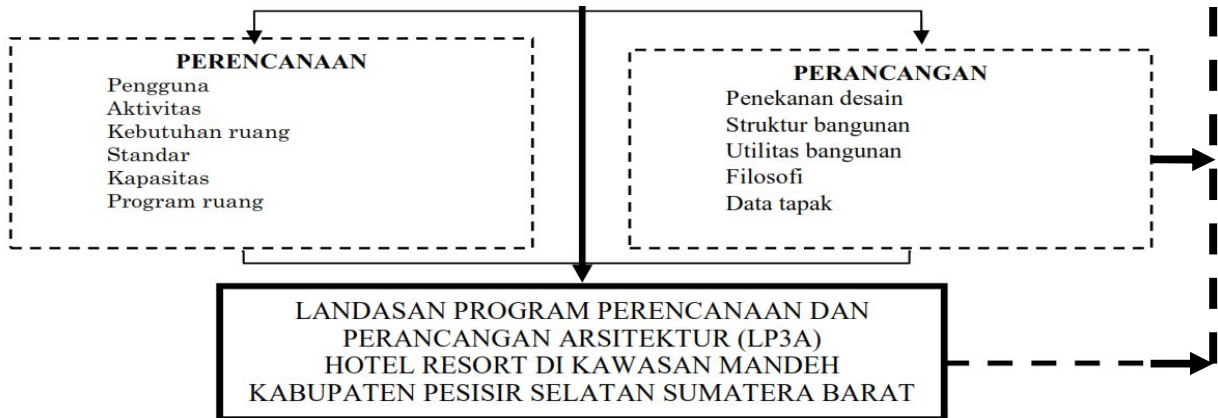 PERENCANAAN
Pengguna
Aktivitas
Kebutuhan ruang
Standar
Kapasitas
Program ruang
PERANCANGAN
Penekanan desain
Struktur bangunan
Utilitas bangunan
Filosofi
Data tapak
LANDASAN PROGRAM PERENCANAAN DAN
PERANCANGAN ARSITEKTUR (LP3A)
HOTEL RESORT DI KAWASAN MANDEH
KABUPATEN PESISIR SELATAN SUMATERA BARAT